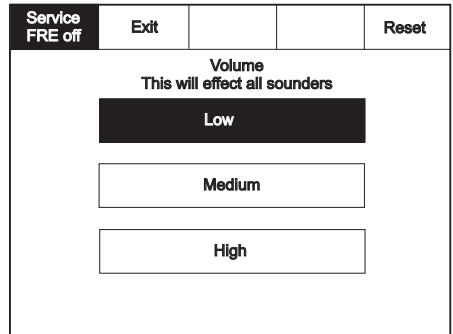 Service
FRE off
Exit
Reset
Volume
This will effect all sounders
Low
Medium
High